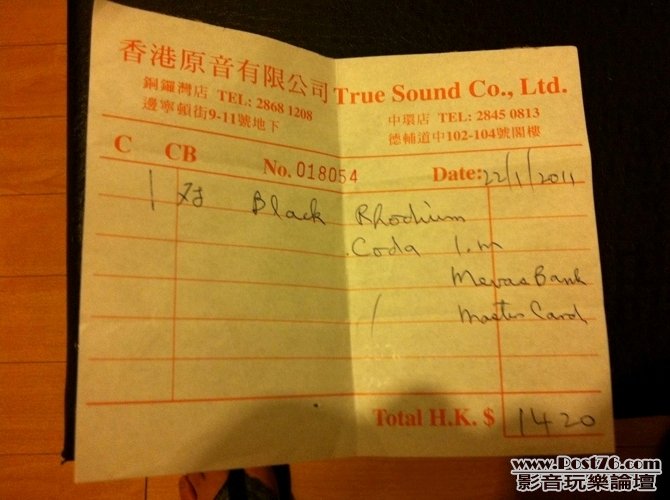 香港原音有限公司 True Sound Co., Ltd.
銅鑼灣店 TEL: 2868 1208
邊寧頓街9-11號地下
中環店 TEL: 2845 0813
德輔道中102-104號閣樓
C CB No. 018054 Date: 22/1/2011
1 对 Black Rhodium
Coda 1.m
Bank
Master Card
Total H.K. $ 1420
www.Post76.com
影音玩樂論壇